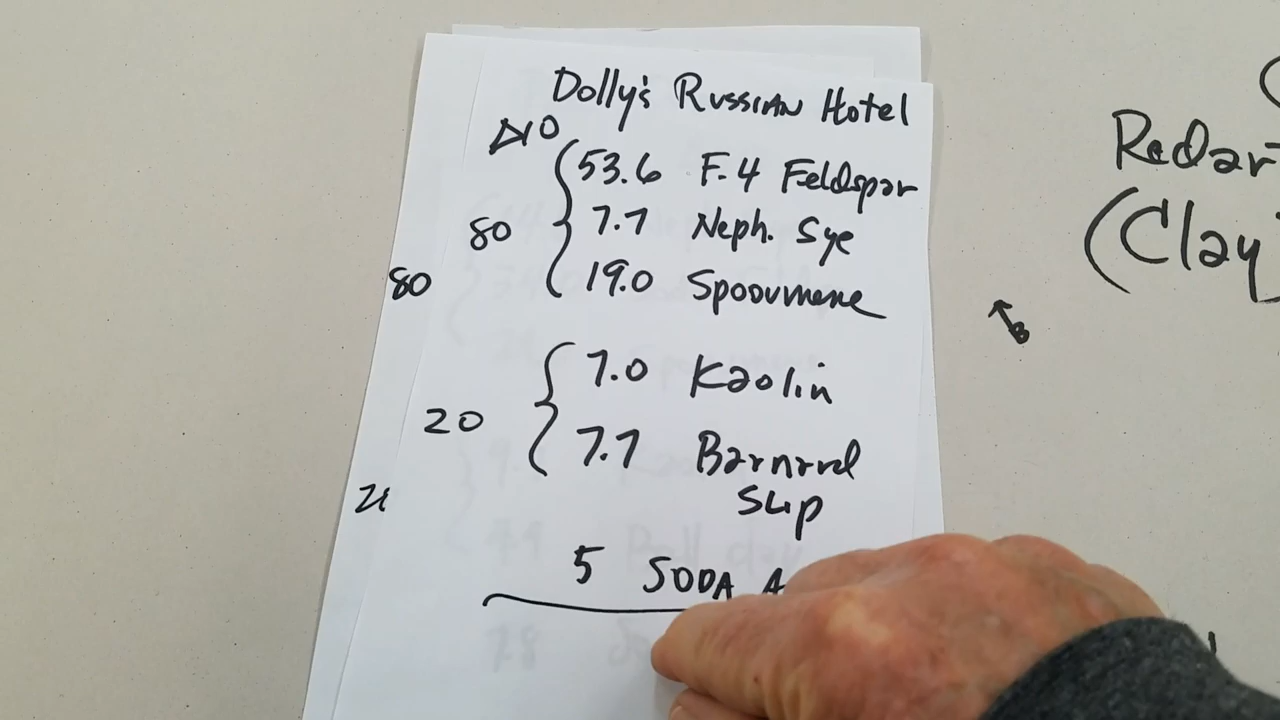 Dolly's Russian Hotel
53.6 F.4 Feldspar
80 7.7 Neph. Sye
80 19.0 Spodumene
7.0 Kaolin
20 7.7 Barnard
Slip
5 SODA
Redar
(Clay
B